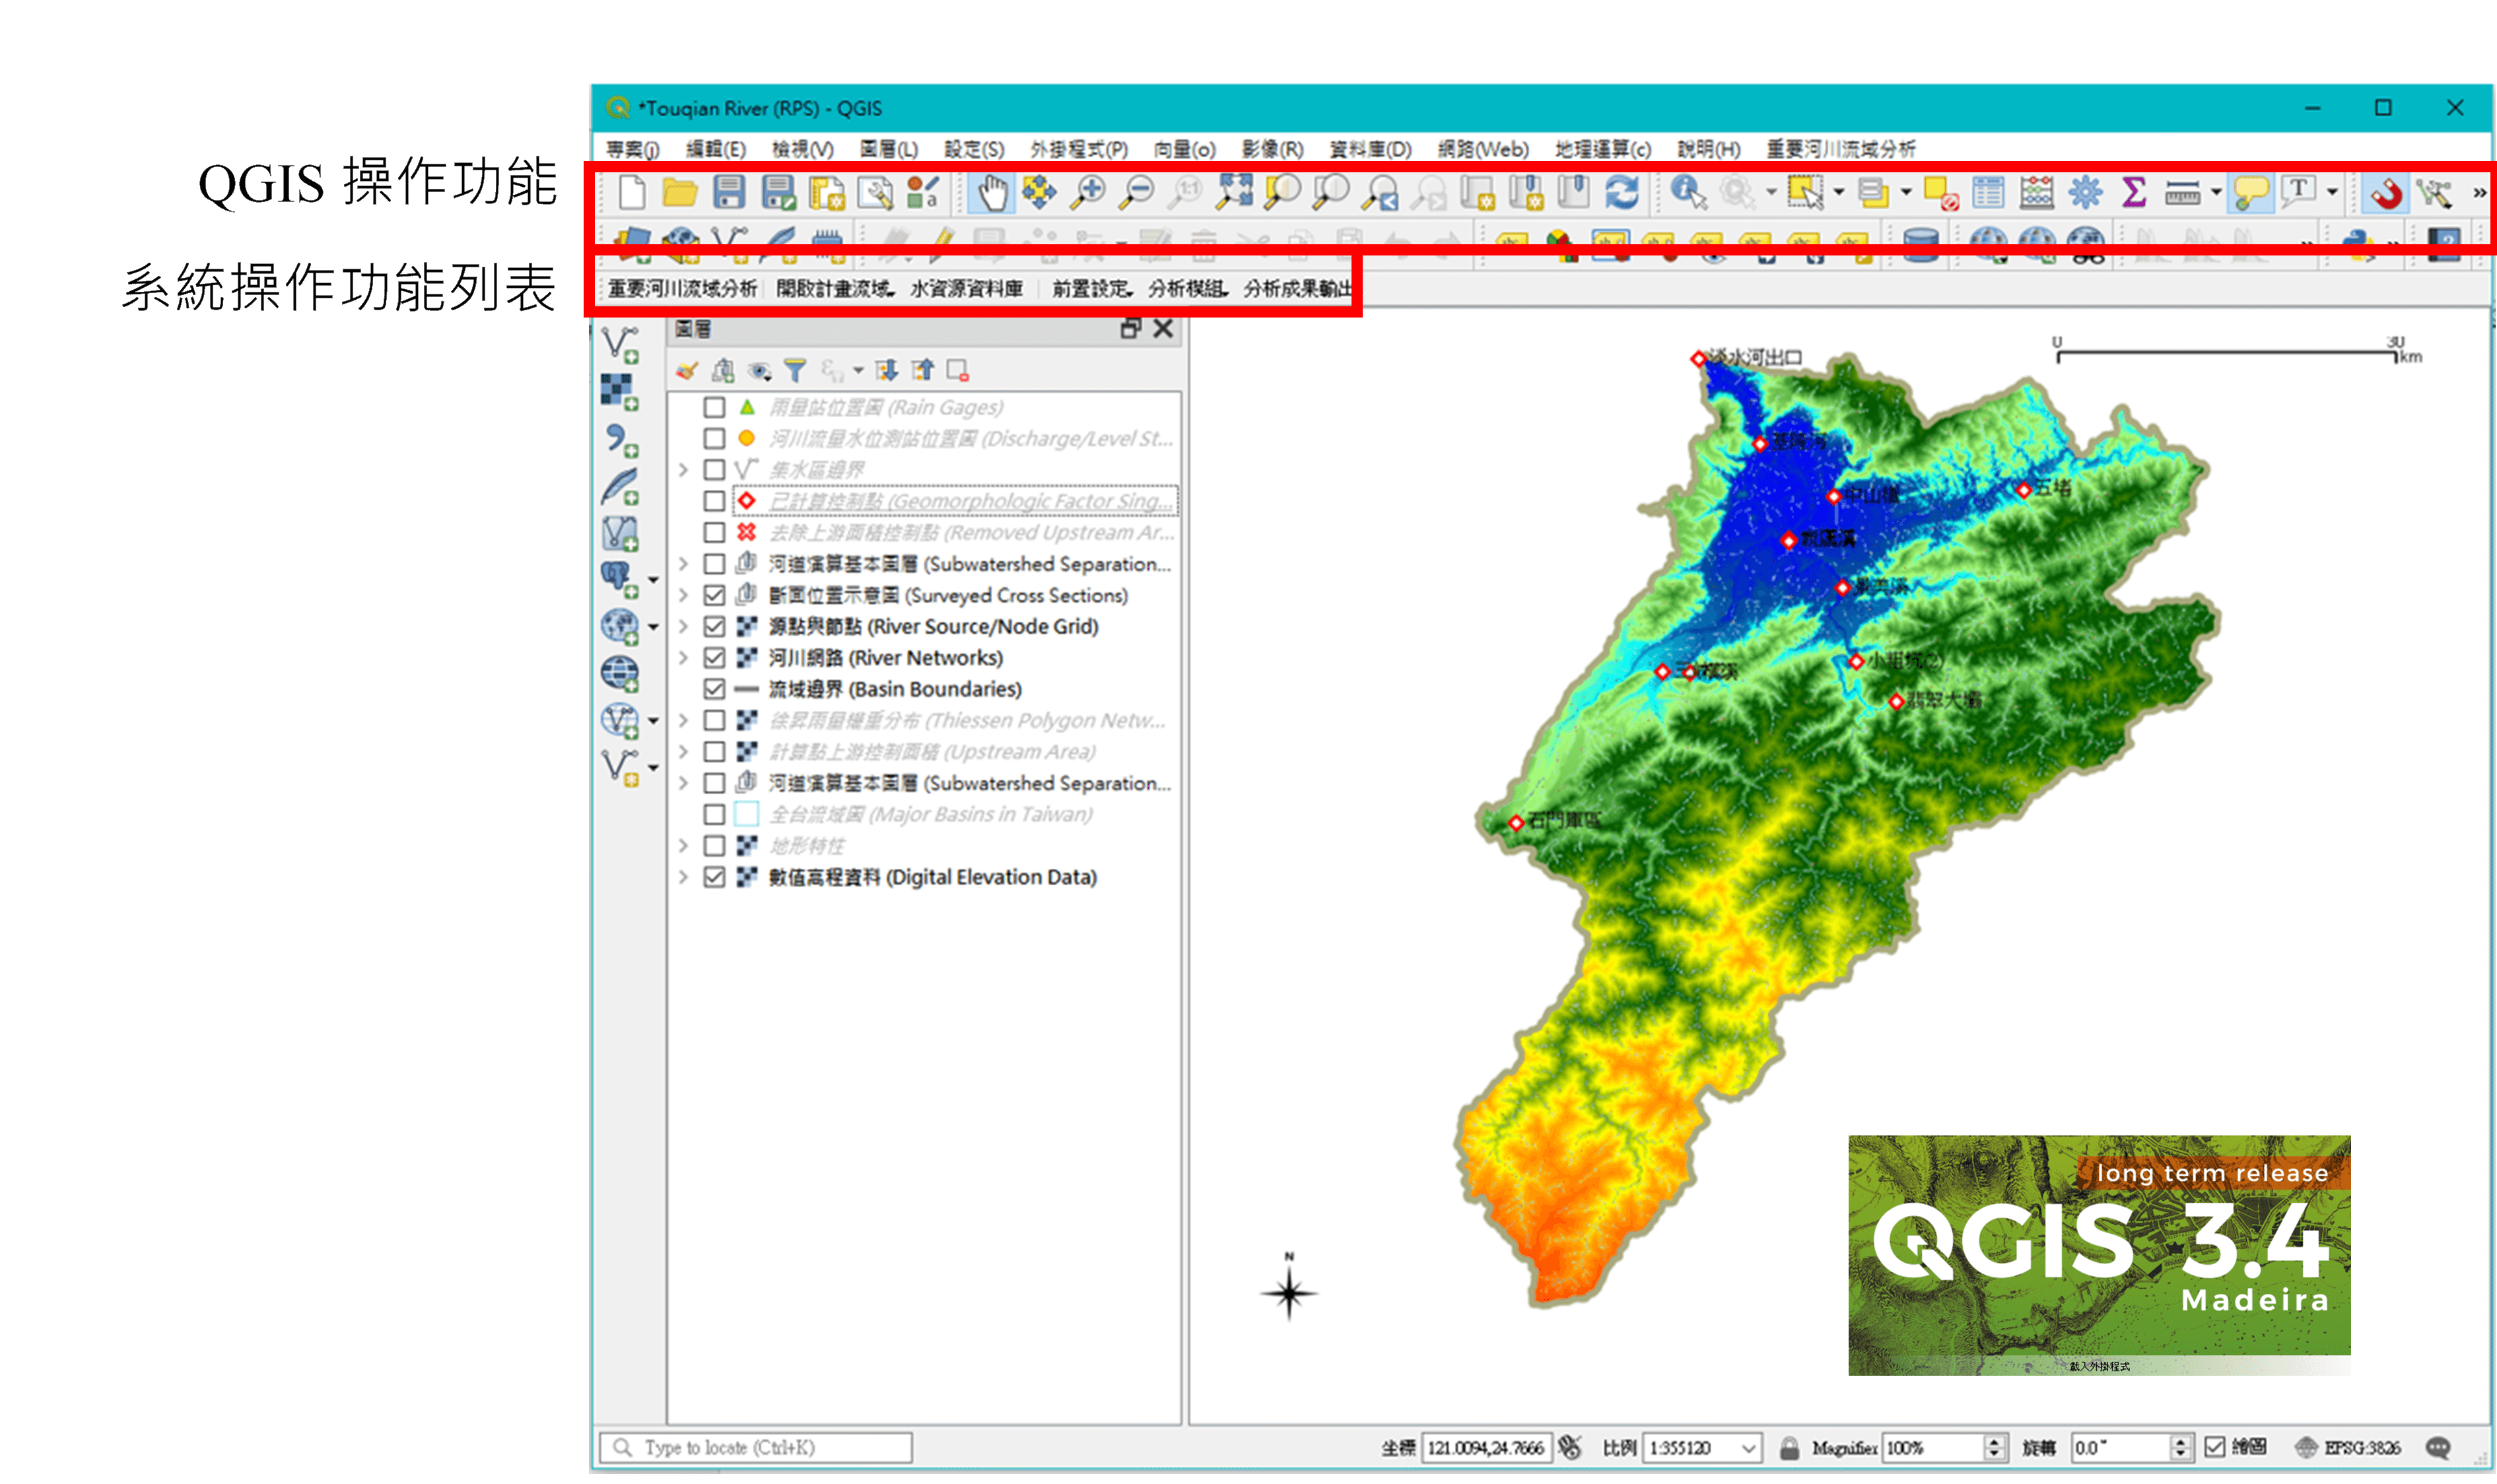 *Touqian River (RPS) - QGIS
專案(j) 編輯(E) 檢視(V) 圖層(L) 設定(S) 外掛程式(P) 向量(o) 影像(R) 資料庫(D) 網路(Web) 地理運算(c) 說明(H) 重要河川流域分析
QGIS 操作功能
系統操作功能列表
重要河川流域分析 開啟計畫流域 水資源資料庫 前置設定 分析模組 分析成果輸出
圖層
雨量站位置圖 (Rain Gages)
河川流量水位測站位置圖 (Discharge/Level St...
集水區邊界
已計算控制點 (Geomorphologic Factor Sing...
去除上游面積控制點 (Removed Upstream Ar...
河道演算基本圖層 (Subwatershed Separation...
斷面位置示意圖 (Surveyed Cross Sections)
源點與節點 (River Source/Node Grid)
河川網路 (River Networks)
流域邊界 (Basin Boundaries)
徐昇雨量權重分布 (Thiessen Polygon Netw...
計算點上游控制面積 (Upstream Area)
河道演算基本圖層 (Subwatershed Separation...
全台流域圖 (Major Basins in Taiwan)
地形特性
數值高程資料 (Digital Elevation Data)
0 30
km
淡水河出口
基隆河
中山橋
五堵
景美溪
小粗坑(2)
翡翠大壩
石門庫區
N
long term release
QGIS 3.4
Madeira
載入外掛程式
Type to locate (Ctrl+K)
坐標 121.0094,24.7666 比例 1:355120 Magnifier 100% 旋轉 0.0 ° 繪圖 EPSG:3826